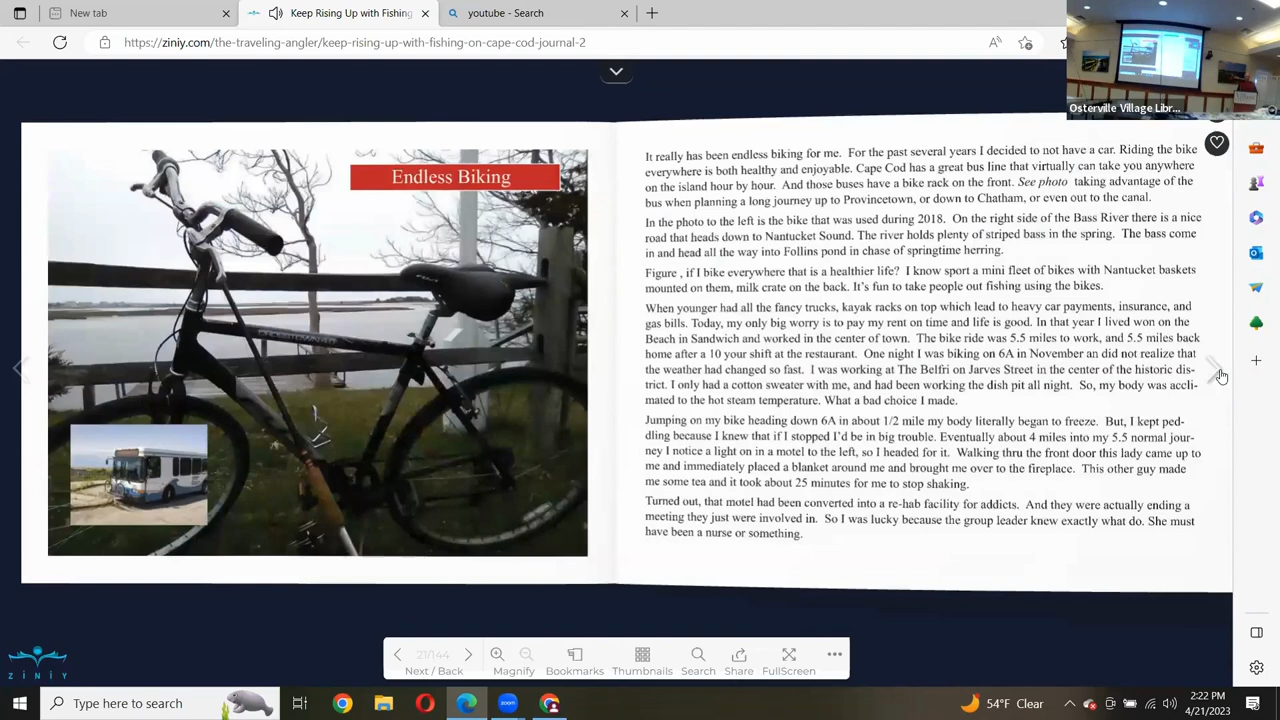 New tab
Keep Rising Up with Fishing
youtube - Search
https://ziniy.com/the-traveling-angler/keep-rising-up-with-fishing-on-cape-cod-journal-2
Osterville Village Libr...
Endless Biking
It really has been endless biking for me. For the past several years I decided to not have a car. Riding the bike
everywhere is both healthy and enjoyable. Cape Cod has a great bus line that virtually can take you anywhere
on the island hour by hour. And those buses have a bike rack on the front. See photo taking advantage of the
bus when planning a long journey up to Provincetown, or down to Chatham, or even out to the canal.
In the photo to the left is the bike that was used during 2018. On the right side of the Bass River there is a nice
road that heads down to Nantucket Sound. The river holds plenty of striped bass in the spring. The bass come
in and head all the way into Follins pond in chase of springtime herring.
Figure , if I bike everywhere that is a healthier life? I know sport a mini fleet of bikes with Nantucket baskets
mounted on them, milk crate on the back. It's fun to take people out fishing using the bikes.
When younger had all the fancy trucks, kayak racks on top which lead to heavy car payments, insurance, and
gas bills. Today, my only big worry is to pay my rent on time and life is good. In that year I lived won on the
Beach in Sandwich and worked in the center of town. The bike ride was 5.5 miles to work, and 5.5 miles back
home after a 10 your shift at the restaurant. One night I was biking on 6A in November an did not realize that
the weather had changed so fast. I was working at The Belfri on Jarves Street in the center of the historic dis-
trict. I only had a cotton sweater with me, and had been working the dish pit all night. So, my body was accli-
mated to the hot steam temperature. What a bad choice I made.
Jumping on my bike heading down 6A in about 1/2 mile my body literally began to freeze. But, I kept ped-
dling because I knew that if I stopped I'd be in big trouble. Eventually about 4 miles into my 5.5 normal jour-
ney I notice a light on in a motel to the left, so I headed for it. Walking thru the front door this lady came up to
me and immediately placed a blanket around me and brought me over to the fireplace. This other guy made
me some tea and it took about 25 minutes for me to stop shaking.
Turned out, that motel had been converted into a re-hab facility for addicts. And they were actually ending a
meeting they just were involved in. So I was lucky because the group leader knew exactly what do. She must
have been a nurse or something.
21/144
Next / Back
Magnify
Bookmarks
Thumbnails
Search
Share
FullScreen
ZINIY
Type here to search
zoom
54°F Clear
2:22 PM
4/21/2023